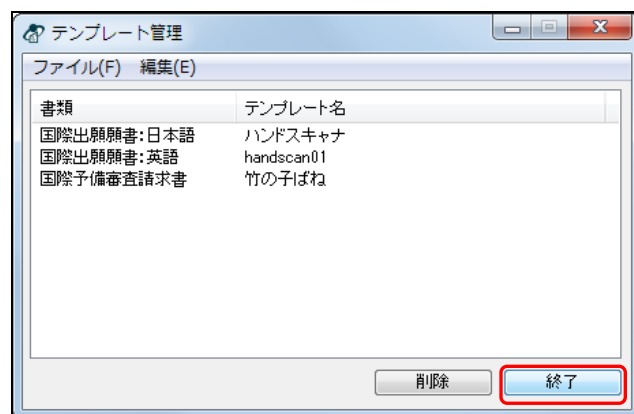 テンプレート管理
ファイル(F) 編集(E)
書類 テンプレート名
国際出願願書:日本語 ハンドスキャナ
国際出願願書:英語 handscan01
国際予備審査請求書 竹の子ばね
削除 終了